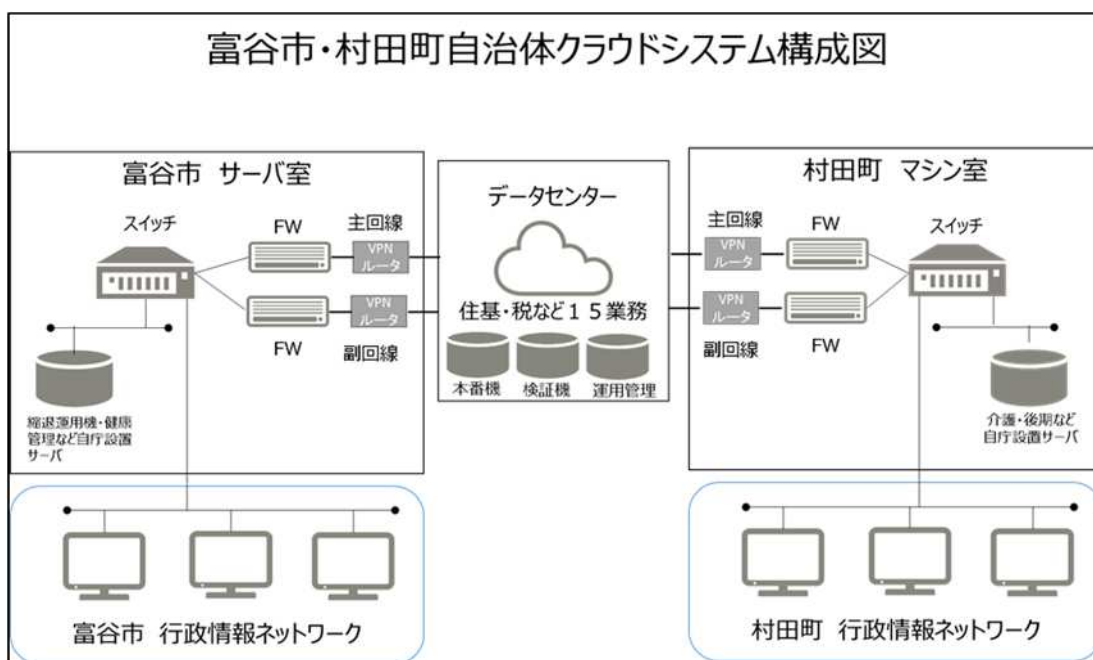 富谷市・村田町自治体クラウドシステム構成図
富谷市 サーバ室
スイッチ
FW
主回線
VPN
ルータ
VPN
ルータ
FW
副回線
縮退運用機・健康
管理など自庁設置
サーバ
データセンター
住基・税など１５業務
本番機
検証機
運用管理
村田町 マシン室
主回線
FW
スイッチ
VPN
ルータ
VPN
ルータ
副回線
FW
介護・後期など
自庁設置サーバ
富谷市 行政情報ネットワーク
村田町 行政情報ネットワーク